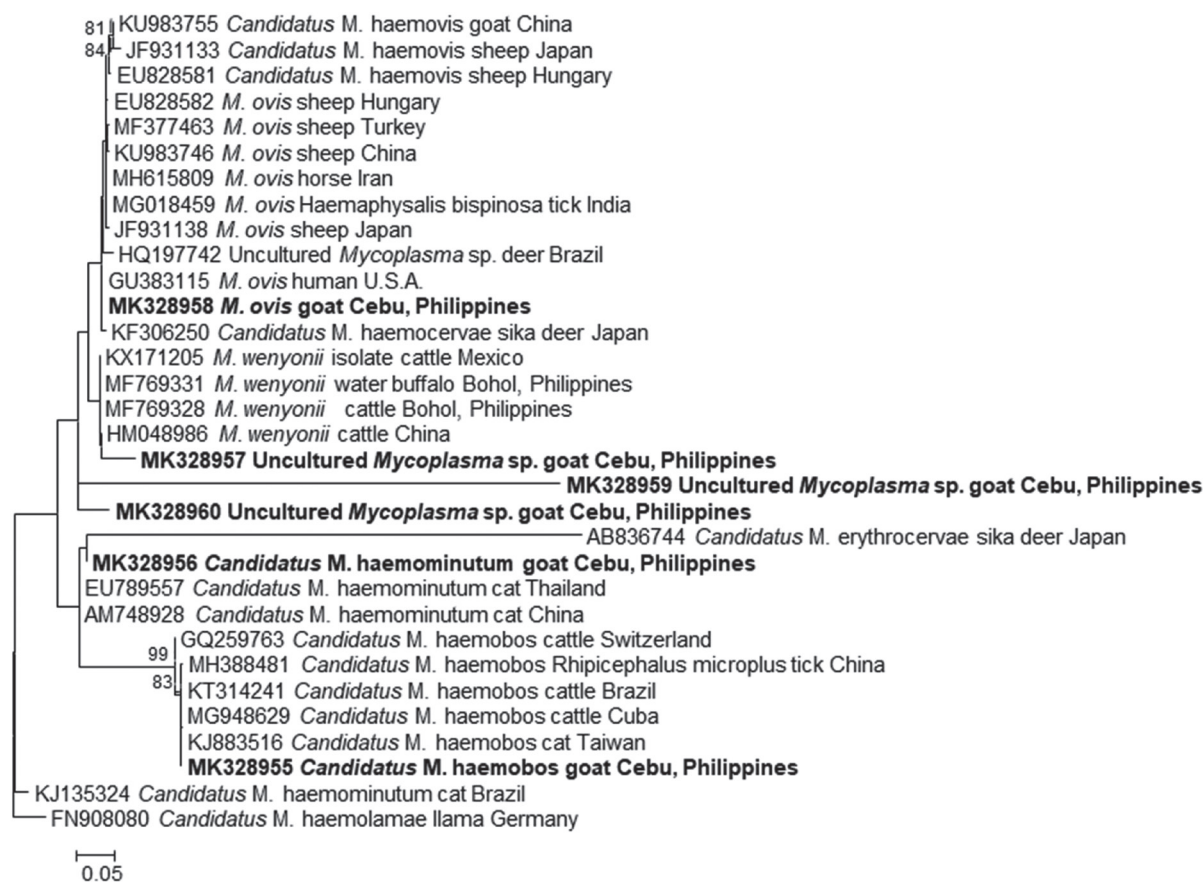 81 KU983755 Candidatus M. haemovis goat China
84 JF931133 Candidatus M. haemovis sheep Japan
EU828581 Candidatus M. haemovis sheep Hungary
EU828582 M. ovis sheep Hungary
MF377463 M. ovis sheep Turkey
KU983746 M. ovis sheep China
MH615809 M. ovis horse Iran
MG018459 M. ovis Haemaphysalis bispinosa tick India
JF931138 M. ovis sheep Japan
HQ197742 Uncultured Mycoplasma sp. deer Brazil
GU383115 M. ovis human U.S.A.
MK328958 M. ovis goat Cebu, Philippines
KF306250 Candidatus M. haemocervae sika deer Japan
KX171205 M. wenyonii isolate cattle Mexico
MF769331 M. wenyonii water buffalo Bohol, Philippines
MF769328 M. wenyonii cattle Bohol, Philippines
HM048986 M. wenyonii cattle China
MK328957 Uncultured Mycoplasma sp. goat Cebu, Philippines
MK328959 Uncultured Mycoplasma sp. goat Cebu, Philippines
MK328960 Uncultured Mycoplasma sp. goat Cebu, Philippines
AB836744 Candidatus M. erythrocervae sika deer Japan
MK328956 Candidatus M. haemominutum goat Cebu, Philippines
EU789557 Candidatus M. haemominutum cat Thailand
AM748928 Candidatus M. haemominutum cat China
GQ259763 Candidatus M. haemobos cattle Switzerland
99
MH388481 Candidatus M. haemobos Rhipicephalus microplus tick China
83
KT314241 Candidatus M. haemobos cattle Brazil
MG948629 Candidatus M. haemobos cattle Cuba
KJ883516 Candidatus M. haemobos cat Taiwan
MK328955 Candidatus M. haemobos goat Cebu, Philippines
KJ135324 Candidatus M. haemominutum cat Brazil
FN908080 Candidatus M. haemolamae llama Germany
0.05